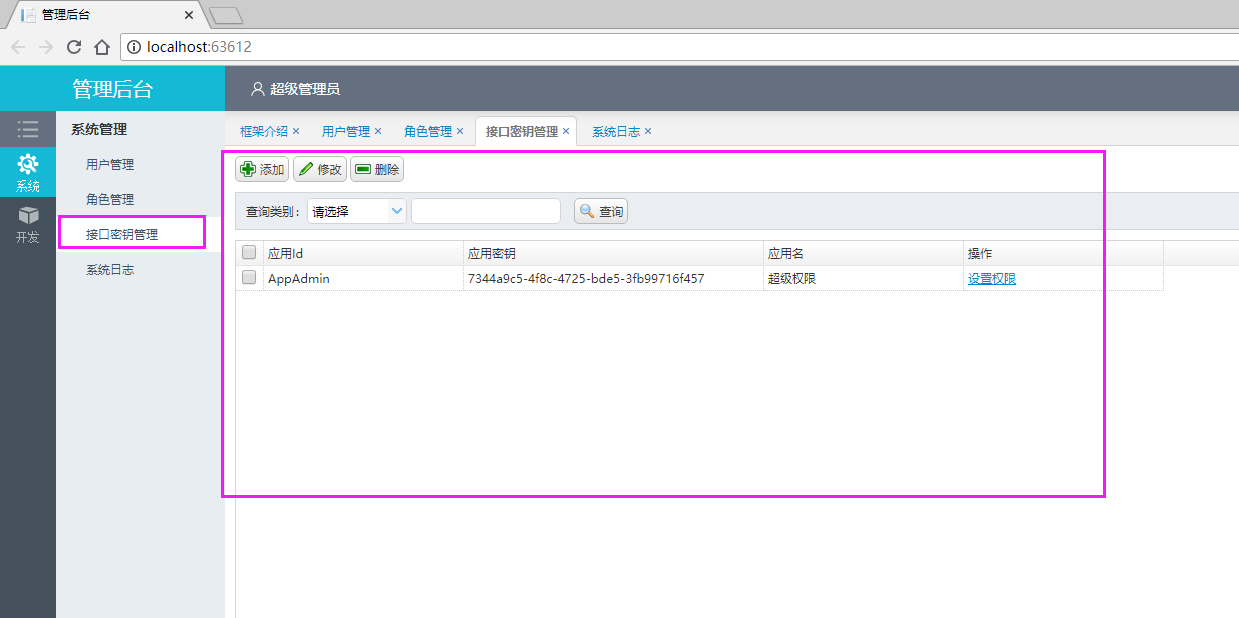 管理后台
localhost:63612
管理后台
超级管理员
系统
开发
系统管理
用户管理
角色管理
接口密钥管理
系统日志
框架介绍 × 用户管理 × 角色管理 × 接口密钥管理 × 系统日志 ×
添加 修改 删除
查询类别： 请选择 查询
应用Id 应用密钥 应用名 操作
AppAdmin 7344a9c5-4f8c-4725-bde5-3fb99716f457 超级权限 设置权限